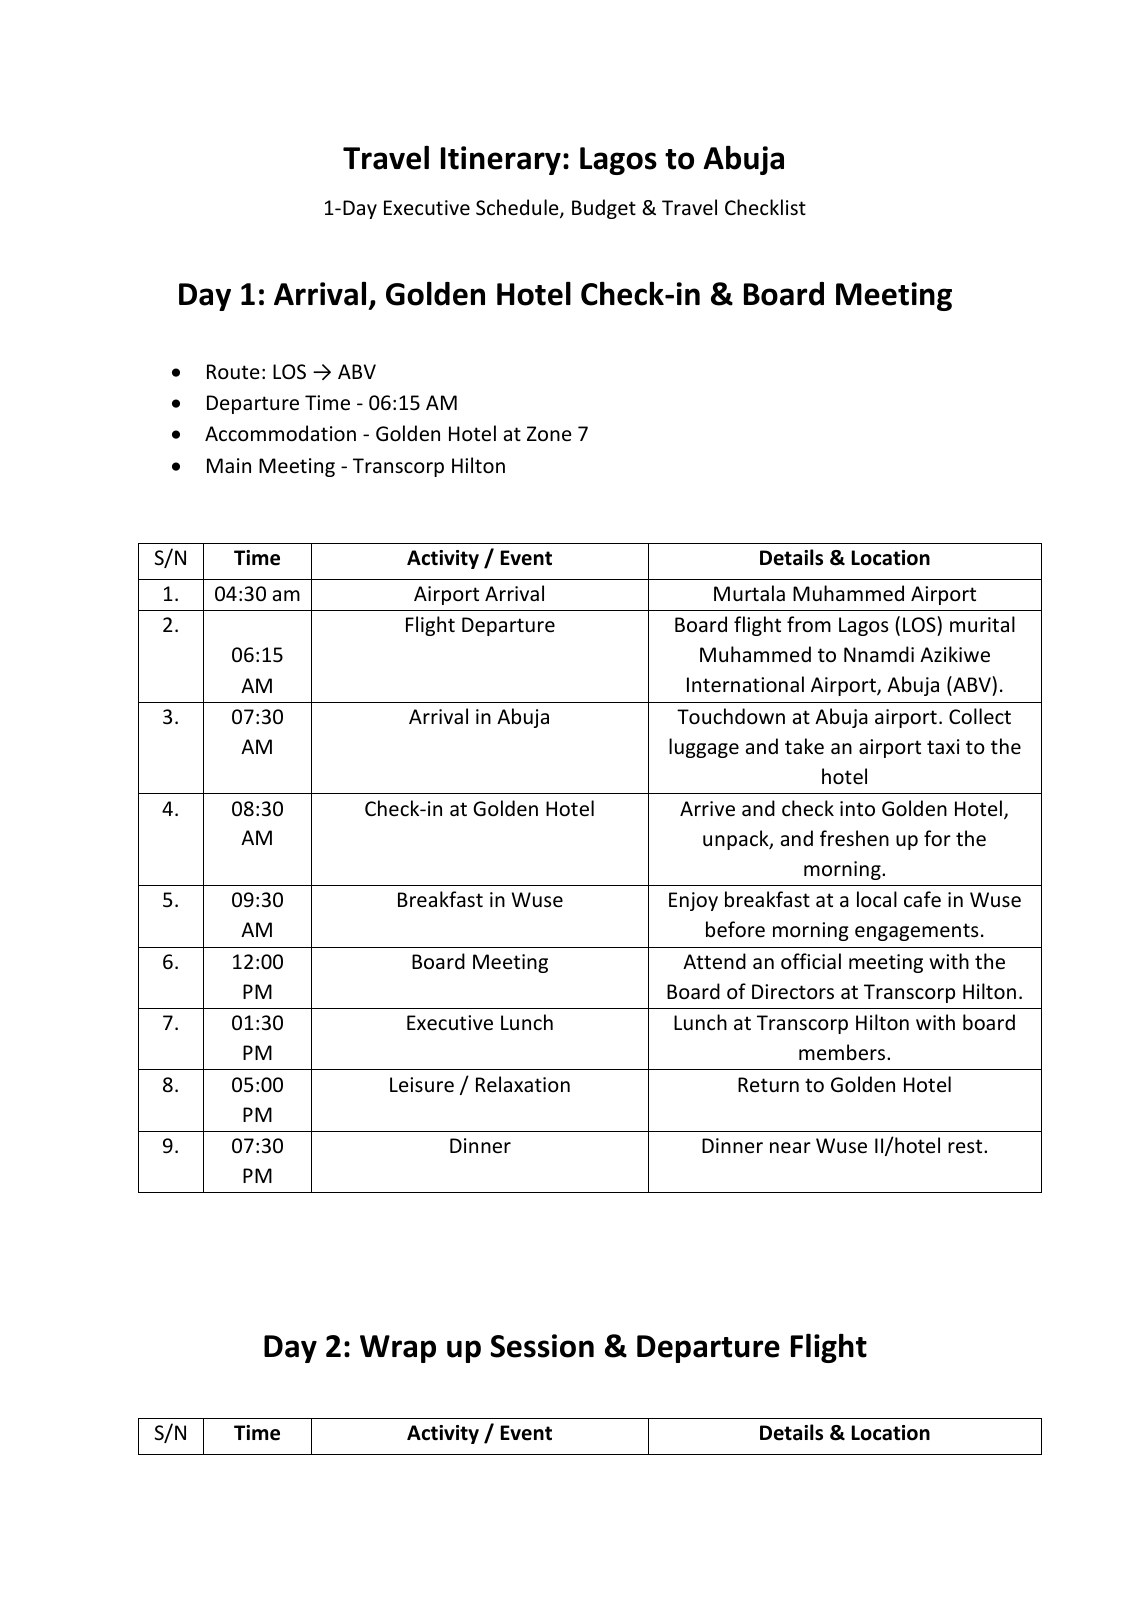 Travel Itinerary: Lagos to Abuja
1-Day Executive Schedule, Budget & Travel Checklist
Day 1: Arrival, Golden Hotel Check-in & Board Meeting
• Route: LOS → ABV
• Departure Time - 06:15 AM
• Accommodation - Golden Hotel at Zone 7
• Main Meeting - Transcorp Hilton
S/N Time Activity / Event Details & Location
1. 04:30 am Airport Arrival Murtala Muhammed Airport
2. Flight Departure Board flight from Lagos (LOS) murital
06:15 Muhammed to Nnamdi Azikiwe
AM International Airport, Abuja (ABV).
3. 07:30 Arrival in Abuja Touchdown at Abuja airport. Collect
AM luggage and take an airport taxi to the
hotel
4. 08:30 Check-in at Golden Hotel Arrive and check into Golden Hotel,
AM unpack, and freshen up for the
morning.
5. 09:30 Breakfast in Wuse Enjoy breakfast at a local cafe in Wuse
AM before morning engagements.
6. 12:00 Board Meeting Attend an official meeting with the
PM Board of Directors at Transcorp Hilton.
7. 01:30 Executive Lunch Lunch at Transcorp Hilton with board
PM members.
8. 05:00 Leisure / Relaxation Return to Golden Hotel
PM
9. 07:30 Dinner Dinner near Wuse II/hotel rest.
PM
Day 2: Wrap up Session & Departure Flight
S/N Time Activity / Event Details & Location